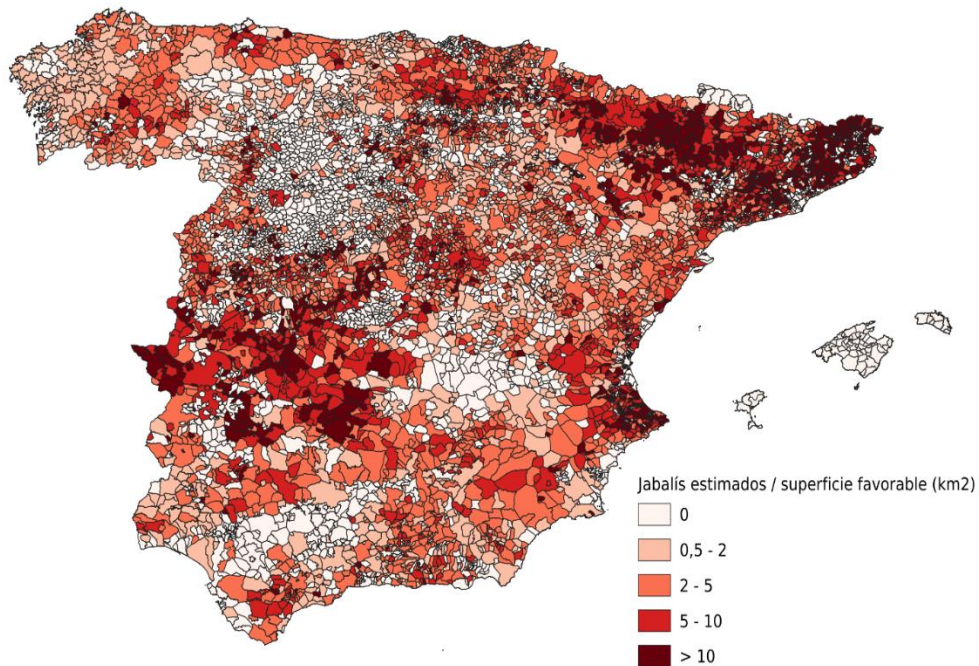 Jabalís estimados / superficie favorable (km2)
0
0,5 - 2
2 - 5
5 - 10
> 10